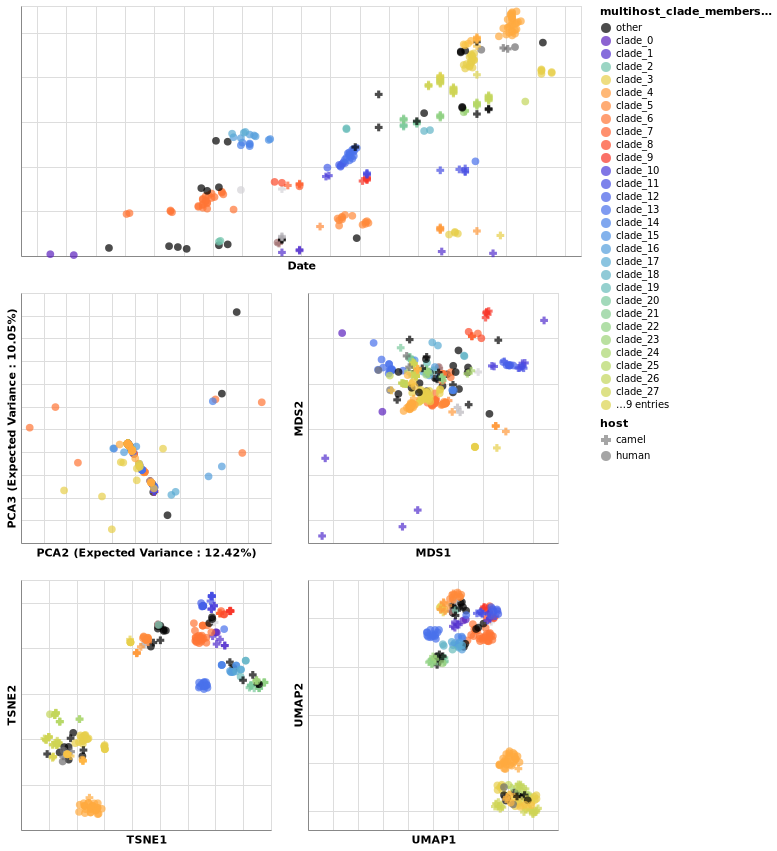 multihost_clade_members…
other
clade_0
clade_1
clade_2
clade_3
clade_4
clade_5
clade_6
clade_7
clade_8
clade_9
clade_10
clade_11
clade_12
clade_13
clade_14
clade_15
clade_16
clade_17
clade_18
clade_19
clade_20
clade_21
clade_22
clade_23
clade_24
clade_25
clade_26
clade_27
…9 entries
host
camel
human
Date
PCA3 (Expected Variance : 10.05%)
PCA2 (Expected Variance : 12.42%)
MDS2
MDS1
TSNE2
TSNE1
UMAP2
UMAP1